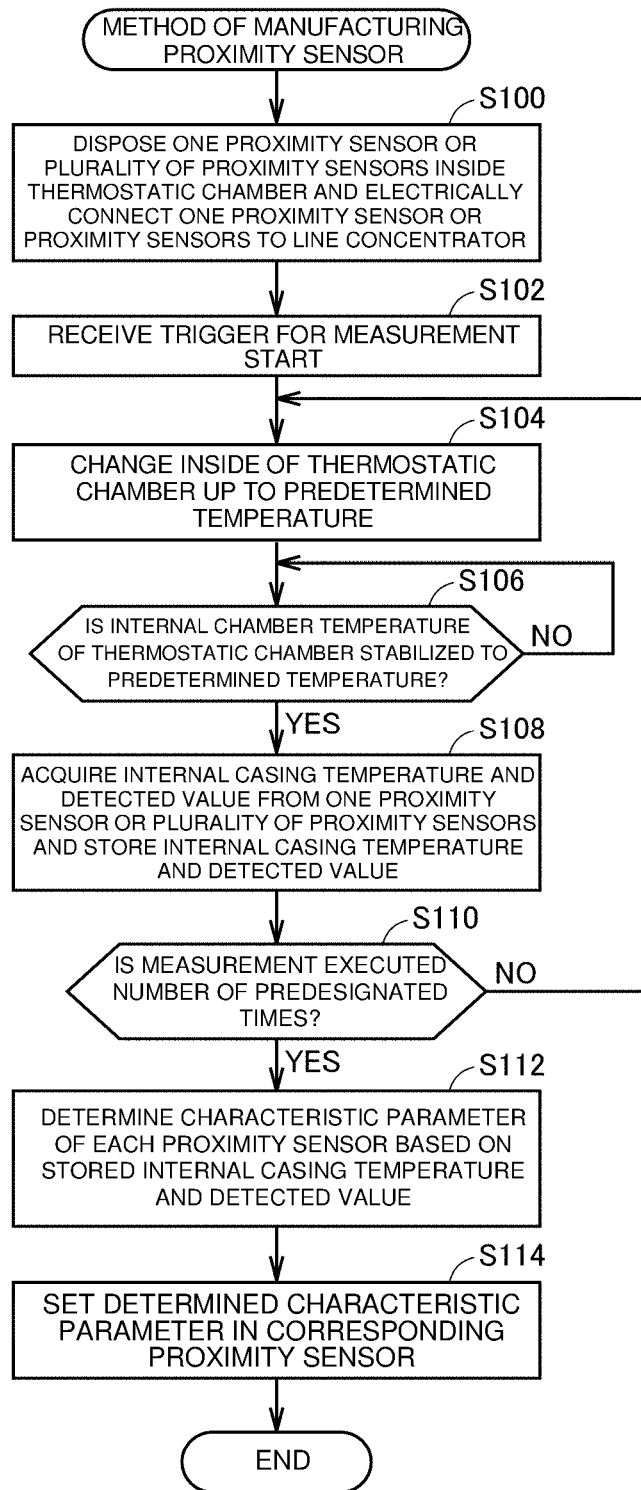 METHOD OF MANUFACTURING
PROXIMITY SENSOR
S100
DISPOSE ONE PROXIMITY SENSOR OR
PLURALITY OF PROXIMITY SENSORS INSIDE
THERMOSTATIC CHAMBER AND ELECTRICALLY
CONNECT ONE PROXIMITY SENSOR OR
PROXIMITY SENSORS TO LINE CONCENTRATOR
S102
RECEIVE TRIGGER FOR MEASUREMENT
START
S104
CHANGE INSIDE OF THERMOSTATIC
CHAMBER UP TO PREDETERMINED
TEMPERATURE
S106
IS INTERNAL CHAMBER TEMPERATURE
OF THERMOSTATIC CHAMBER STABILIZED TO
PREDETERMINED TEMPERATURE?
NO
YES
S108
ACQUIRE INTERNAL CASING TEMPERATURE AND
DETECTED VALUE FROM ONE PROXIMITY
SENSOR OR PLURALITY OF PROXIMITY SENSORS
AND STORE INTERNAL CASING TEMPERATURE
AND DETECTED VALUE
S110
IS MEASUREMENT EXECUTED
NUMBER OF PREDESIGNATED
TIMES?
NO
YES
S112
DETERMINE CHARACTERISTIC PARAMETER
OF EACH PROXIMITY SENSOR BASED ON
STORED INTERNAL CASING TEMPERATURE
AND DETECTED VALUE
S114
SET DETERMINED CHARACTERISTIC
PARAMETER IN CORRESPONDING
PROXIMITY SENSOR
END